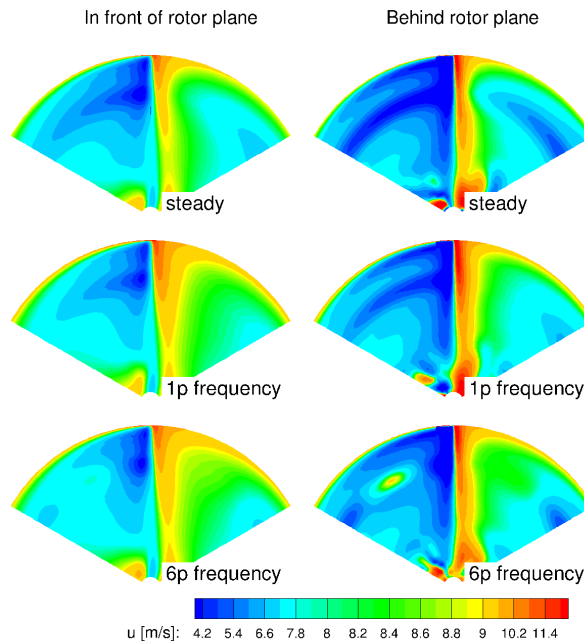 In front of rotor plane
Behind rotor plane
steady
steady
1p frequency
1p frequency
6p frequency
6p frequency
u [m/s]: 4.2 5.4 6.6 7.8 8 8.2 8.4 8.6 8.8 9 10.2 11.4